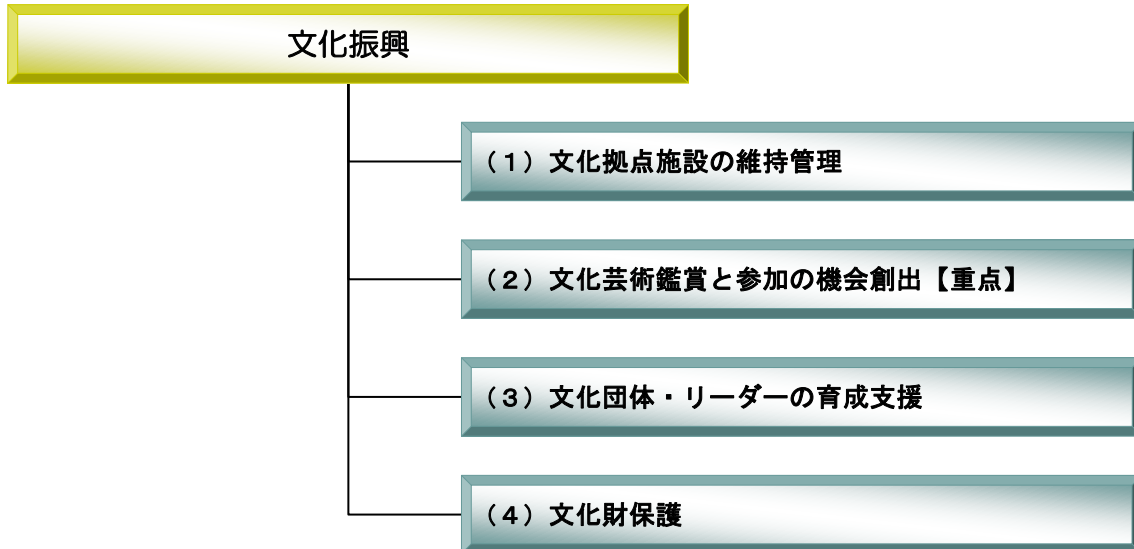 文化振興
（１）文化拠点施設の維持管理
（２）文化芸術鑑賞と参加の機会創出【重点】
（３）文化団体・リーダーの育成支援
（４）文化財保護